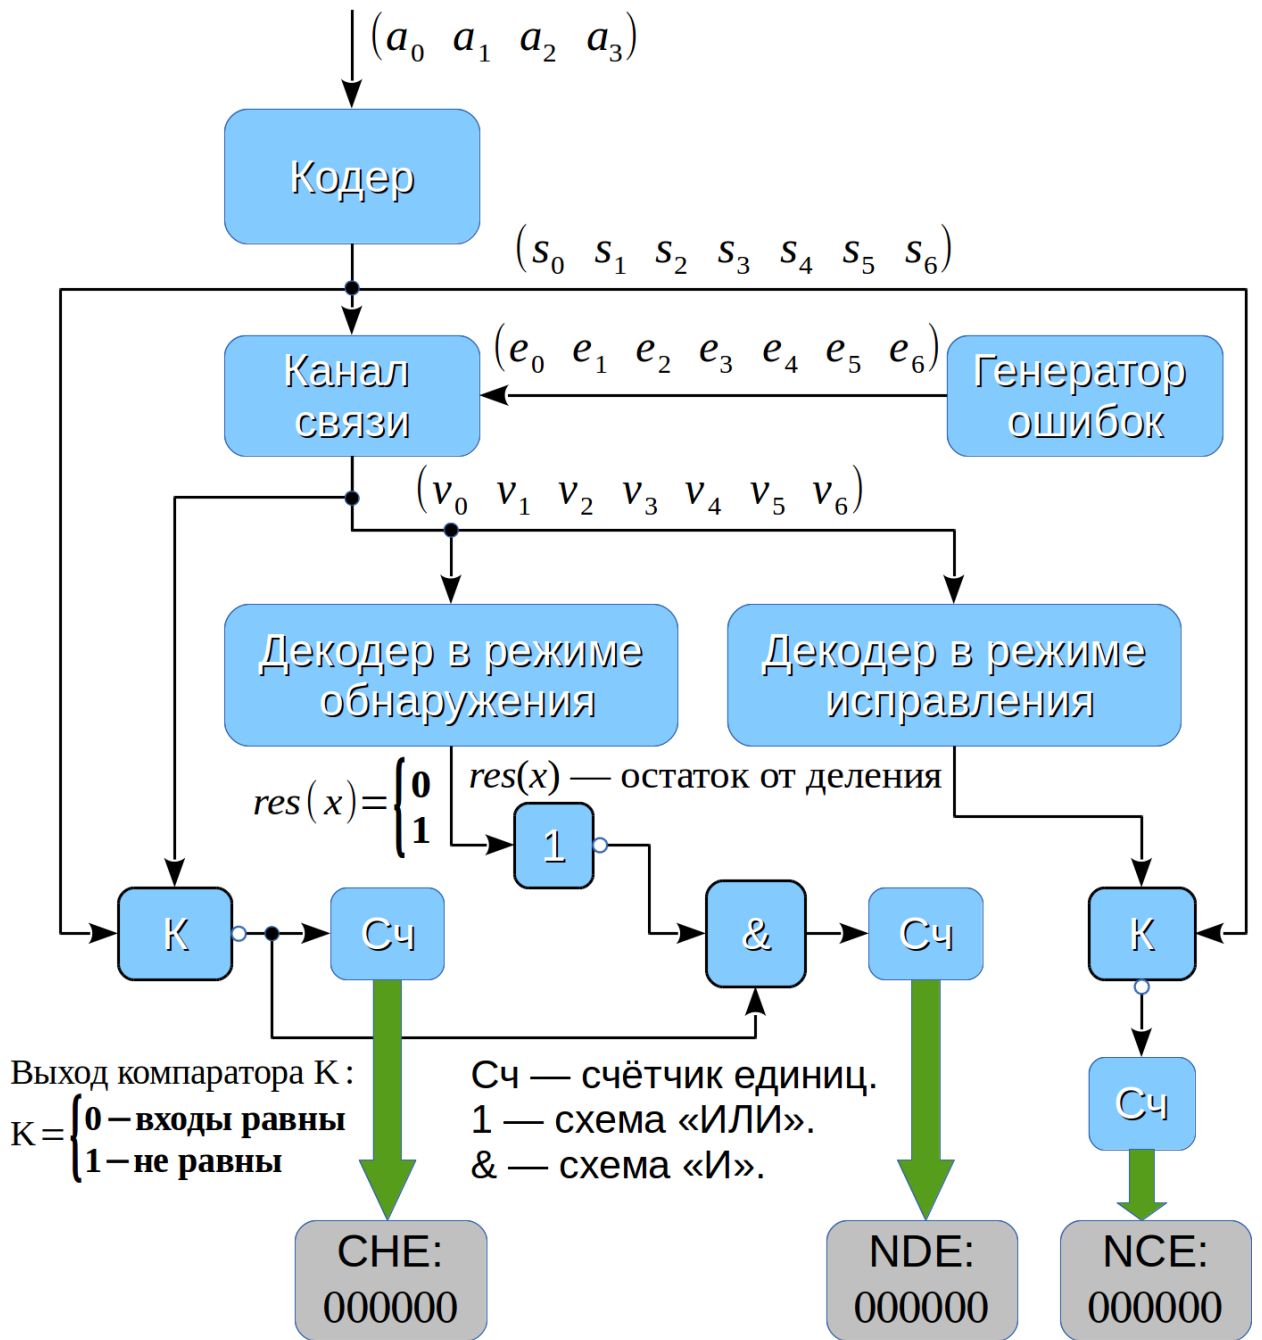 (a0 a1 a2 a3)
Кодер
(s0 s1 s2 s3 s4 s5 s6)
(e0 e1 e2 e3 e4 e5 e6)
Канал
связи
Генератор
ошибок
(v0 v1 v2 v3 v4 v5 v6)
Декодер в режиме
обнаружения
Декодер в режиме
исправления
res(x)={0
1
res(x) — остаток от деления
1
К
Сч
&
Сч
К
Выход компаратора К:
К={0 – входы равны
1 – не равны
Сч — счётчик единиц.
1 — схема «ИЛИ».
& — схема «И».
Сч
CHE:
000000
NDE:
000000
NCE:
000000